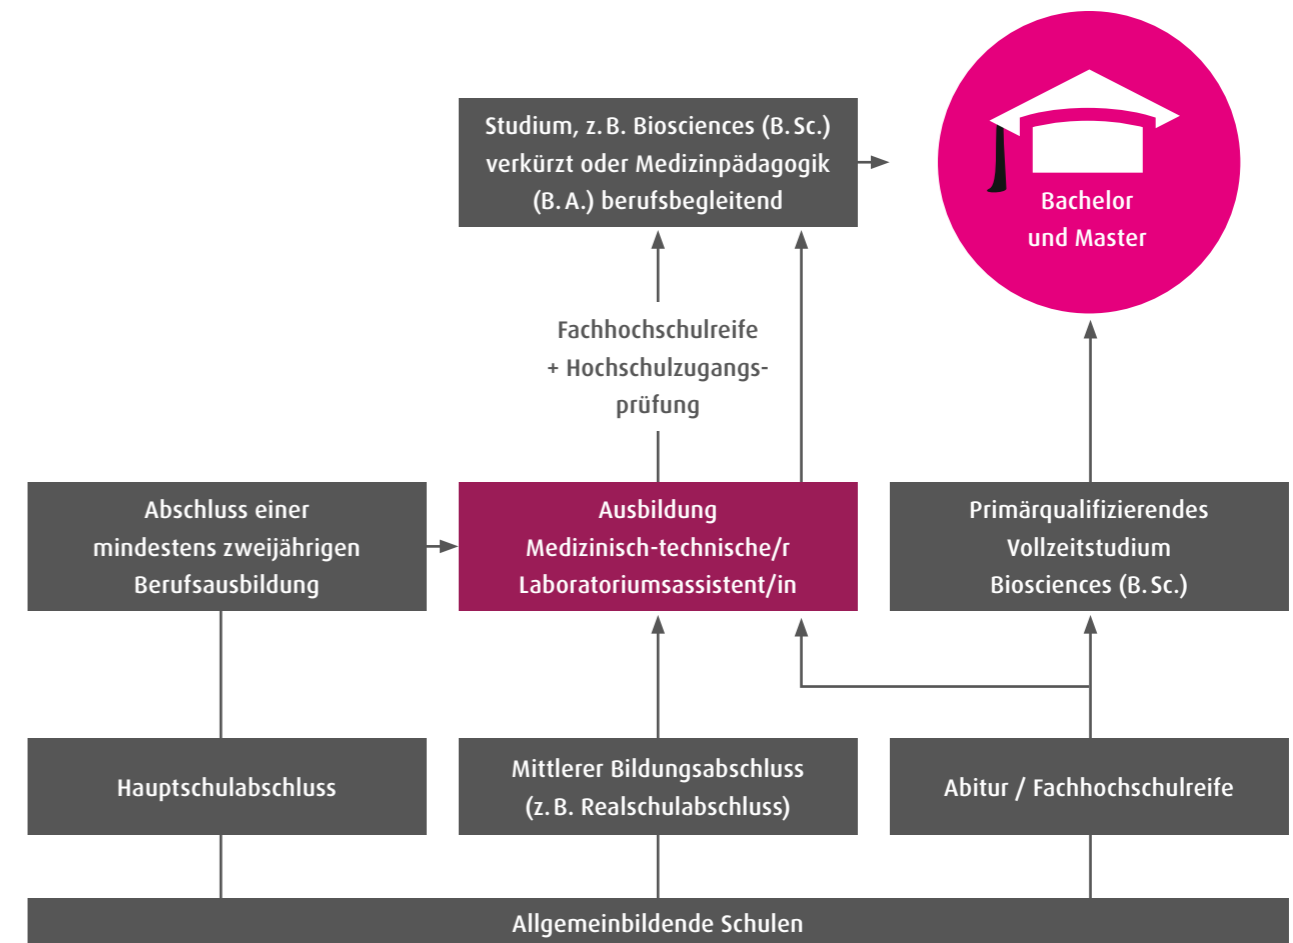 Studium, z. B. Biosciences (B. Sc.)
verkürzt oder Medizinpädagogik
(B. A.) berufsbegleitend
Bachelor
und Master
Fachhochschulreife
+ Hochschulzugangs-
prüfung
Abschluss einer
mindestens zweijährigen
Berufsausbildung
Ausbildung
Medizinisch-technische/r
Laboratoriumsassistent/in
Primärqualifizierendes
Vollzeitstudium
Biosciences (B. Sc.)
Hauptschulabschluss
Mittlerer Bildungsabschluss
(z. B. Realschulabschluss)
Abitur / Fachhochschulreife
Allgemeinbildende Schulen